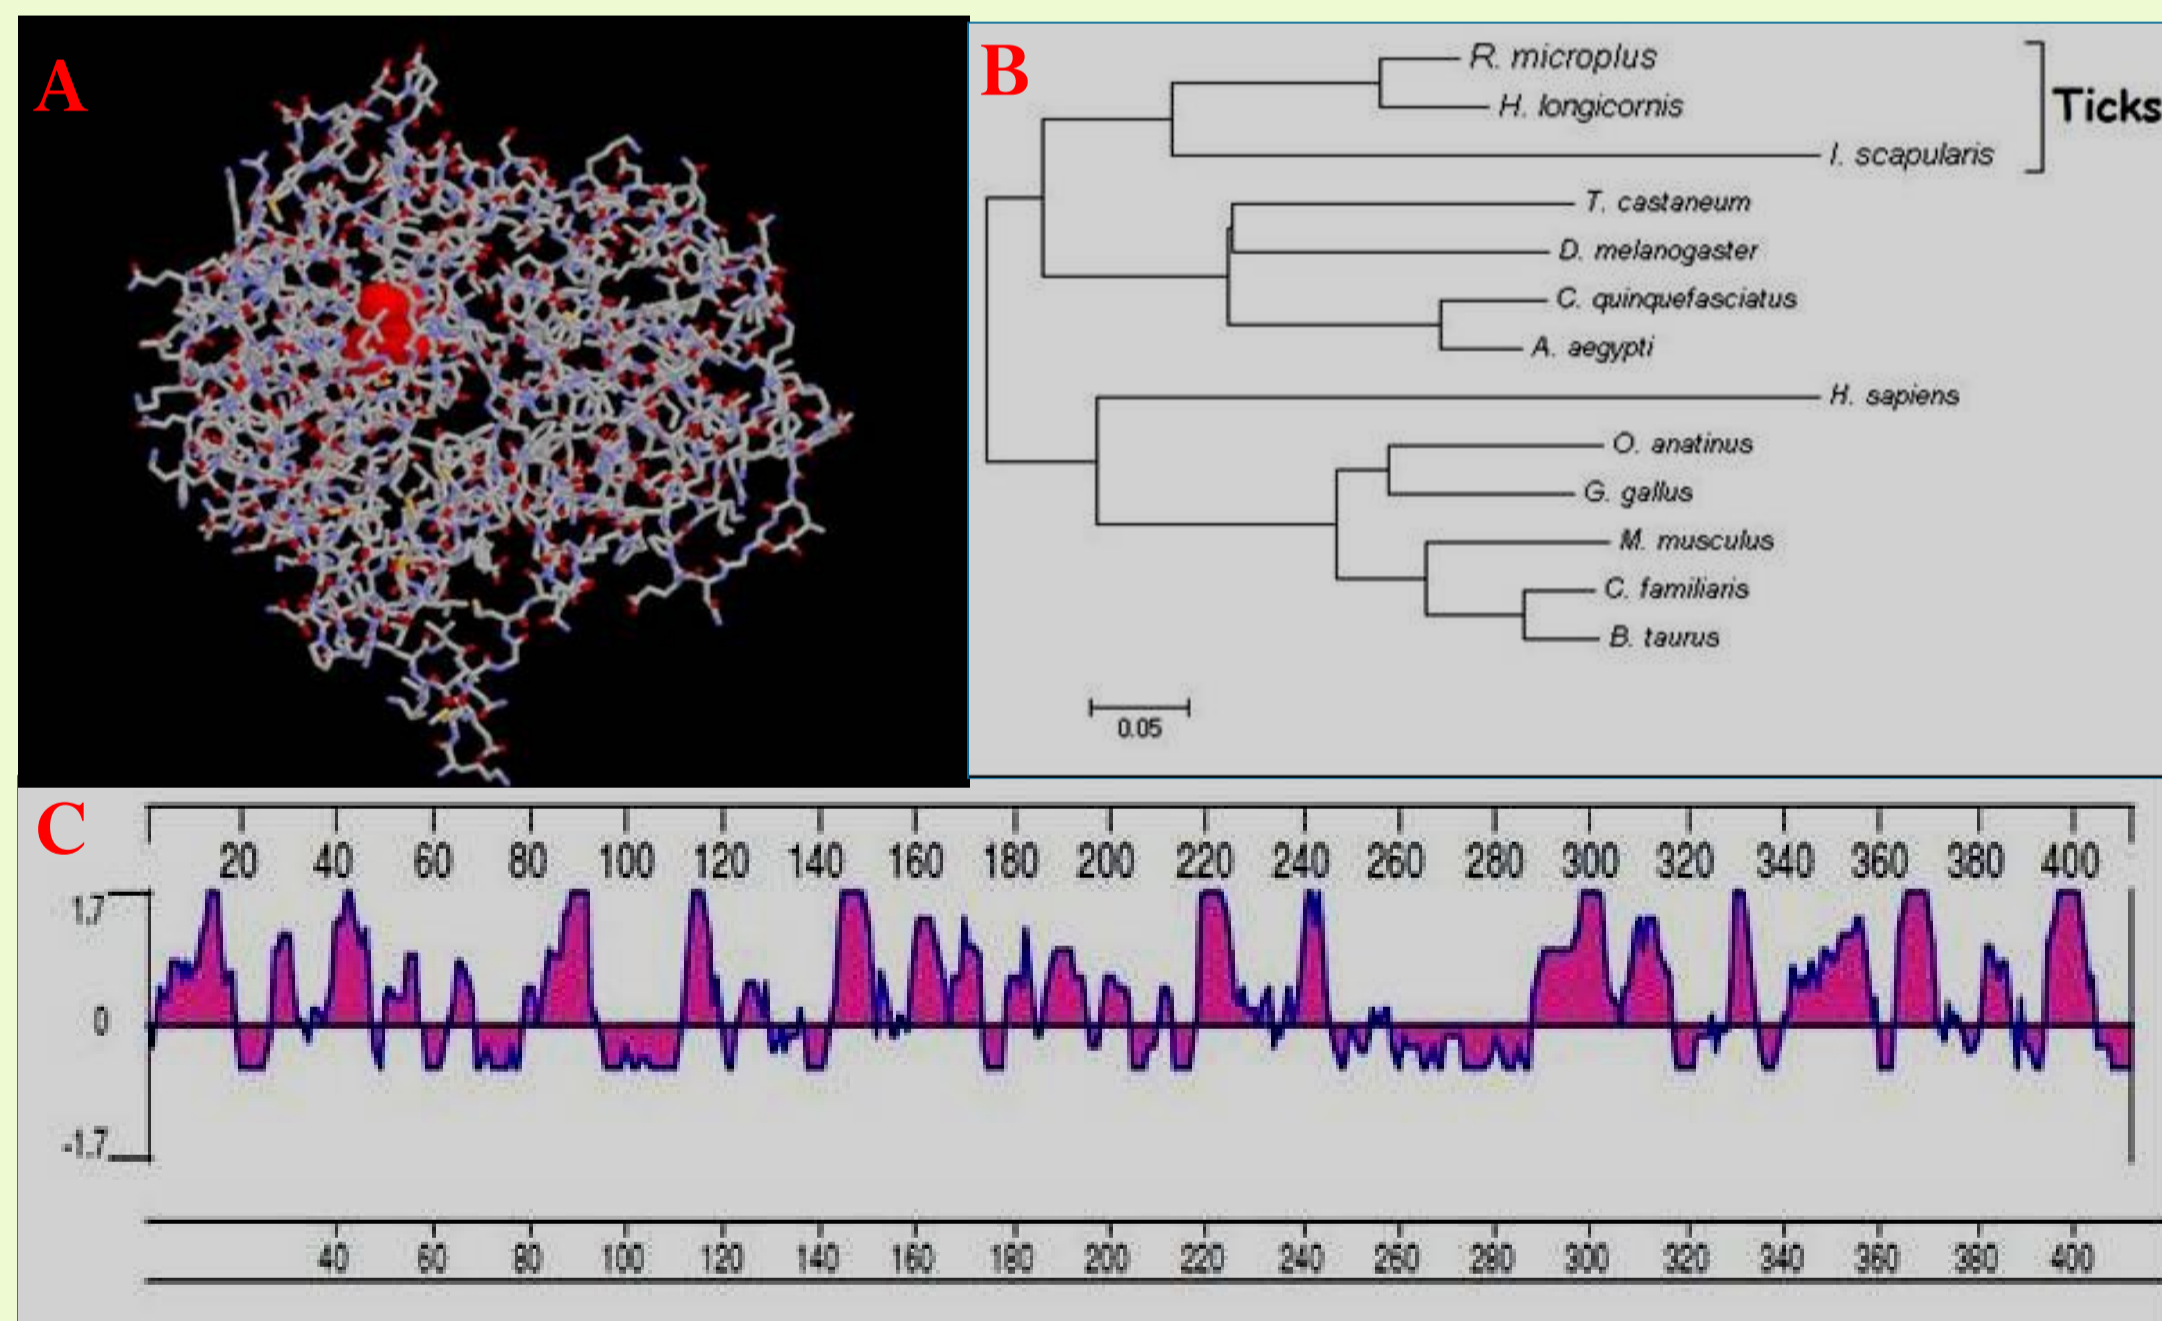 A
B
R. microplus
H. longicornis
Ticks
I. scapularis
T. castaneum
D. melanogaster
C. quinquefasciatus
A. aegypti
H. sapiens
O. anatinus
G. gallus
M. musculus
C. familiaris
B. taurus
0.05
C
20 40 60 80 100 120 140 160 180 200 220 240 260 280 300 320 340 360 380 400
1.7
0
-1.7
40 60 80 100 120 140 160 180 200 220 240 260 280 300 320 340 360 380 400